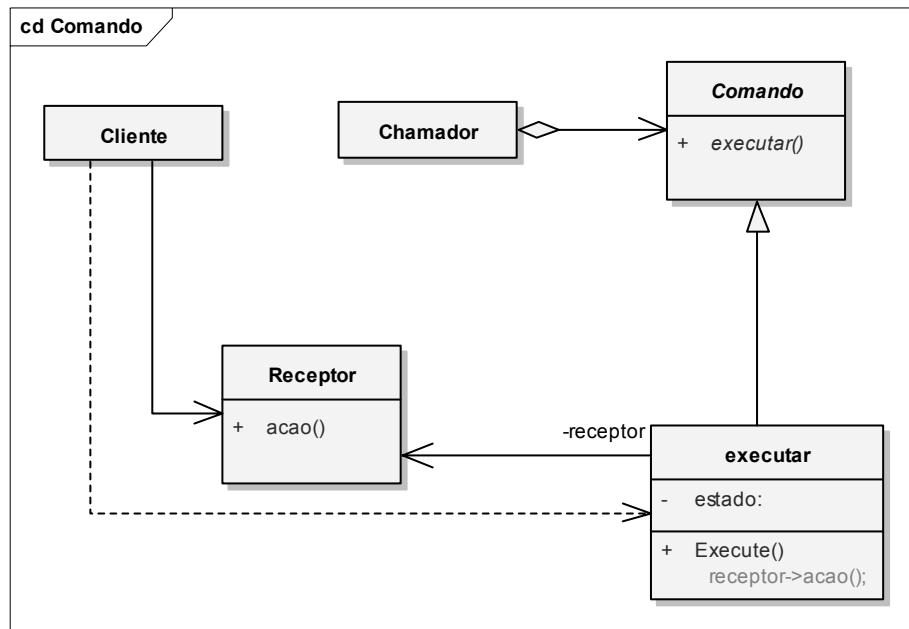 cd Comando
Cliente
Chamador
Comando
+ executar()
Receptor
+ acao()
-receptor
executar
- estado:
+ Execute()
receptor->acao();